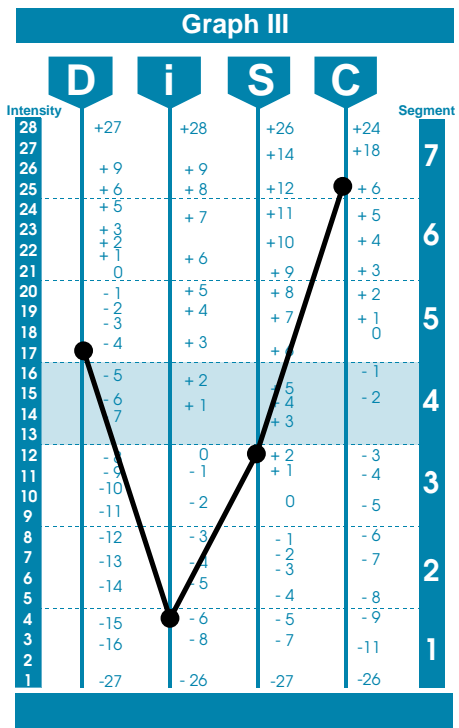 Graph III
D i S C
Intensity Segment
28 +27 +28 +26 +24
27 +14 +18 7
26 + 9 + 9
25 + 6 + 8 +12 + 6
24 + 5 + 7 +11 + 5
23 + 3 6
+ 2 +10 + 4
22 + 1 + 6
21 0 + 9 + 3
20 - 1 + 5 + 8 + 2
19 - 2 + 4 + 7 + 1 5
18 - 3 0
17 - 4 + 3
16 - 5 + 2 - 1
15 - 6 - 2
14 7 + 1 - 4 4
13 + 3
12 0 + 2 - 3
11 - 9 - 1 + 1 - 4
10 -10 - 2 0 3
9 -11 - 5
8 -12 - 3 - 1 - 6
7 -13 - 2 - 7
6 -14 - 5 - 3 2
5 - 4 - 8
4 -15 - 6 - 5 - 9
3 -16 - 8 - 7 -11
2 1
1 -27 - 26 -27 -26